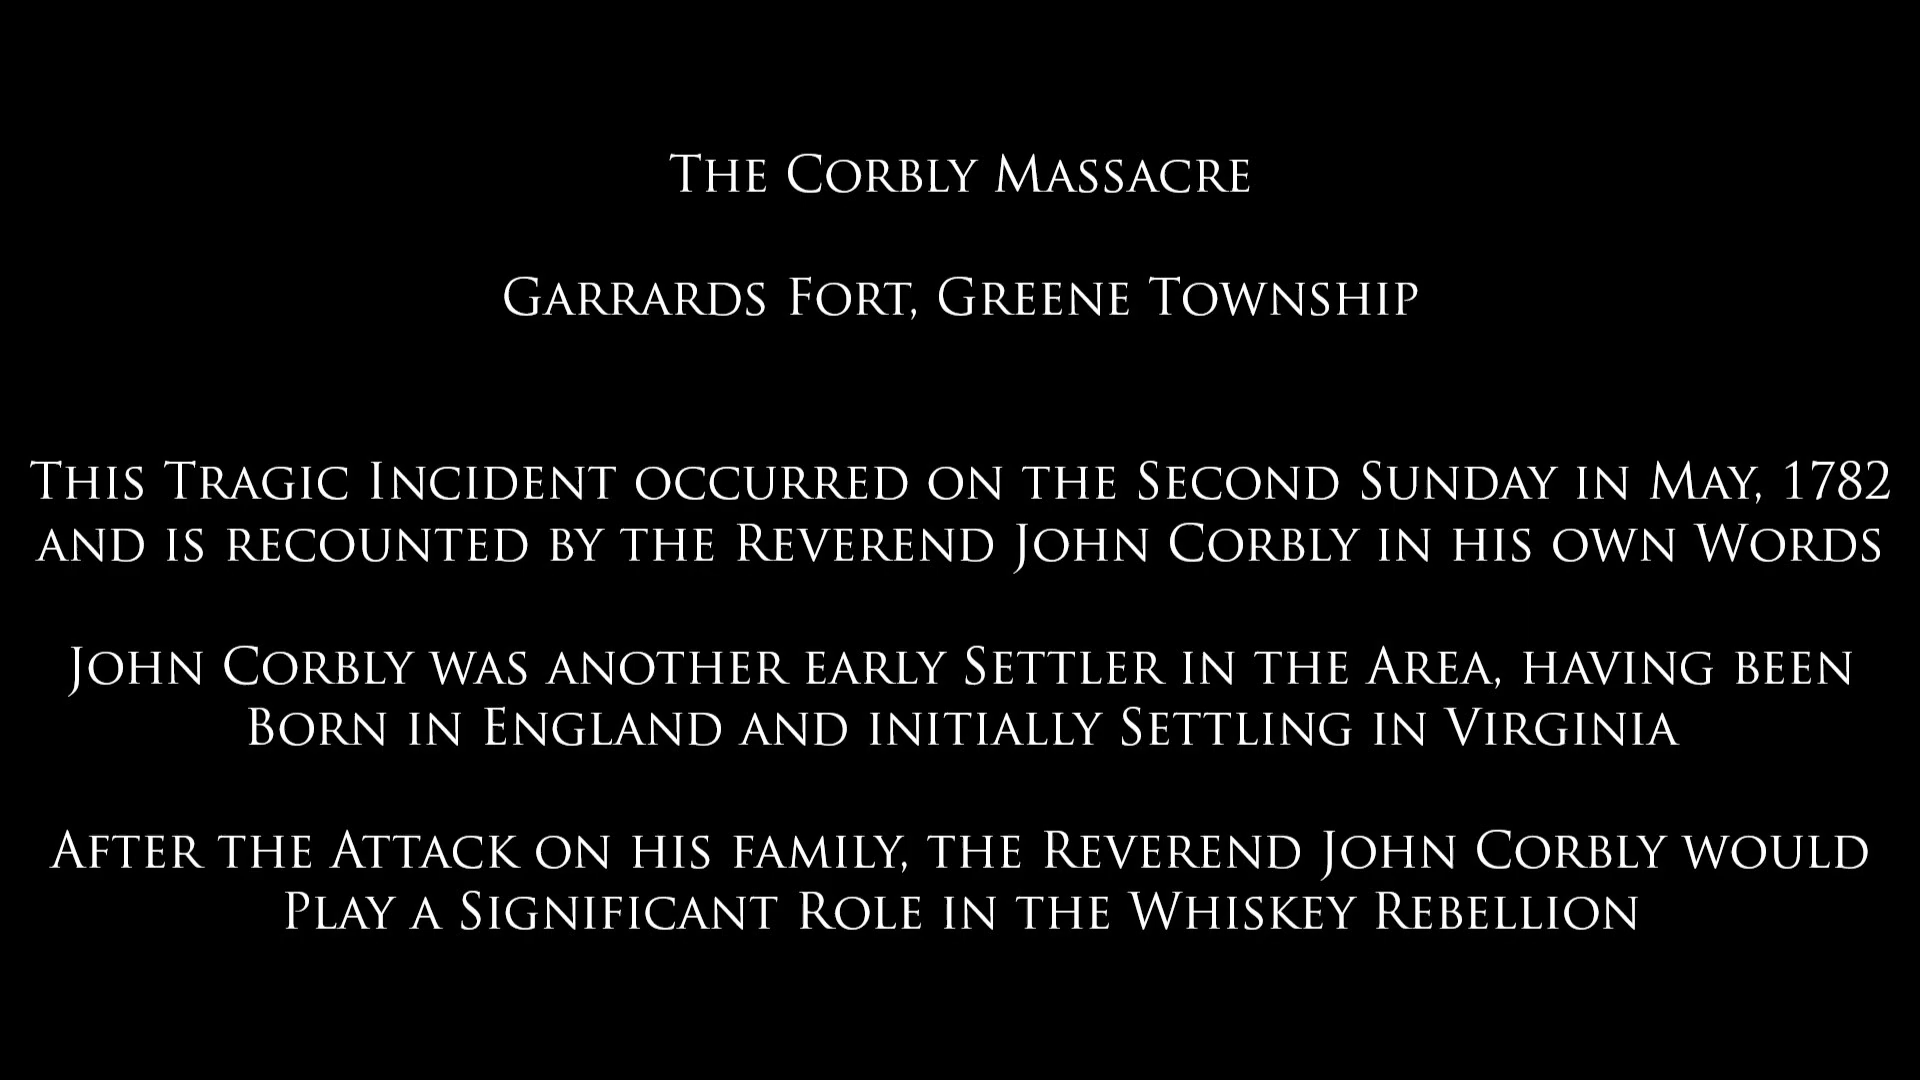 The Corbly Massacre
Garrards Fort, Greene Township
This Tragic Incident occurred on the Second Sunday in May, 1782
and is recounted by the Reverend John Corbly in his own Words
John Corbly was another early Settler in the Area, having been
Born in England and initially Settling in Virginia
After the Attack on his family, the Reverend John Corbly would
Play a Significant Role in the Whiskey Rebellion